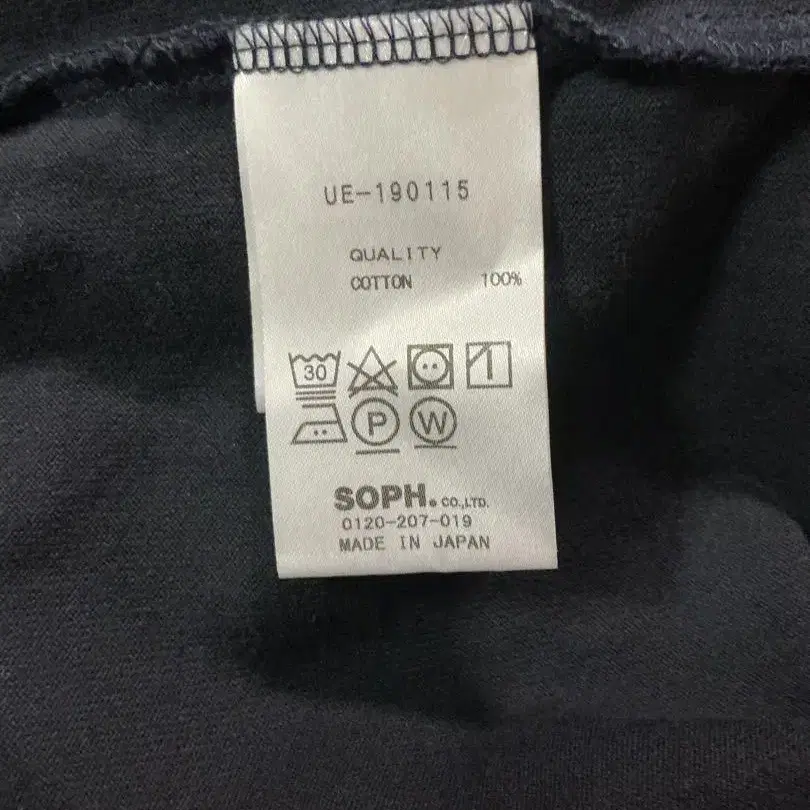 UE-190115
QUALITY
COTTON 100%
30
P W
SOPH. CO.,LTD.
0120-207-019
MADE IN JAPAN